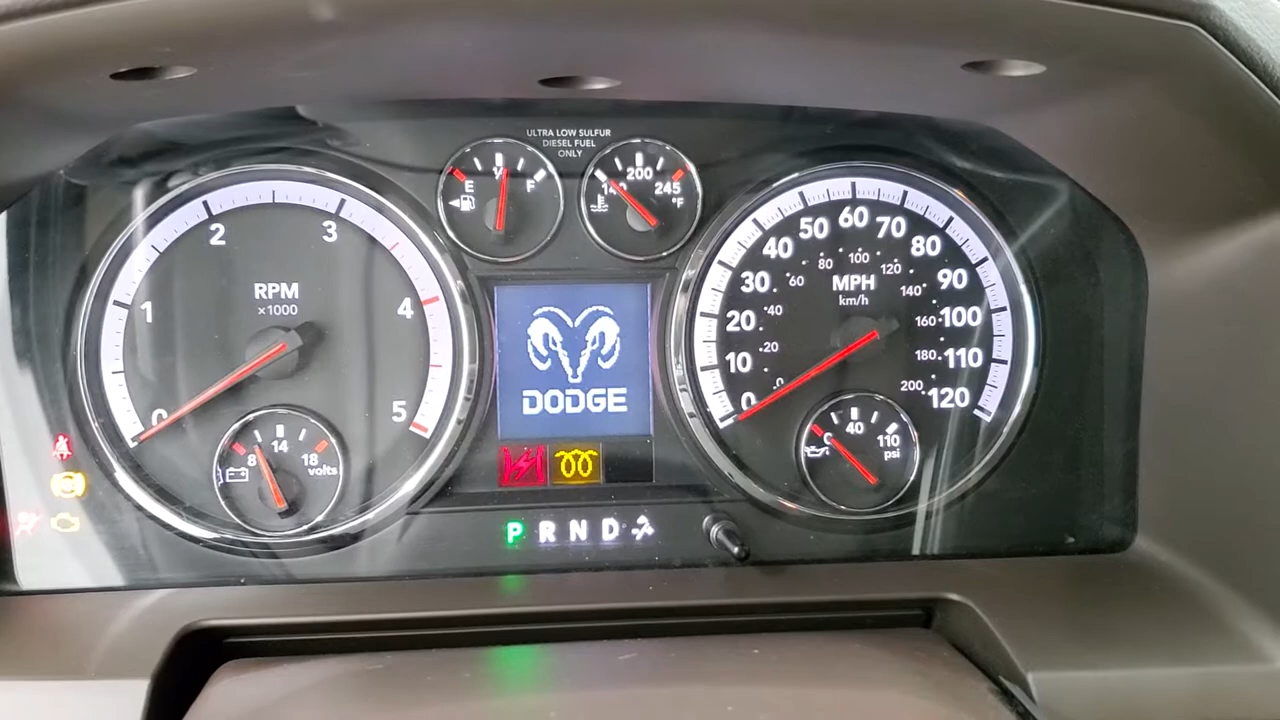 ULTRA LOW SULFUR
DIESEL FUEL
ONLY
E
F
140
200
245
°F
0
1
2
3
4
5
RPM
×1000
8
14
18
volts
DODGE
P R N D
0
10
20
30
40
50
60
70
80
90
100
110
120
MPH
km/h
0
20
40
60
80
100
120
140
160
180
200
C
40
110
psi